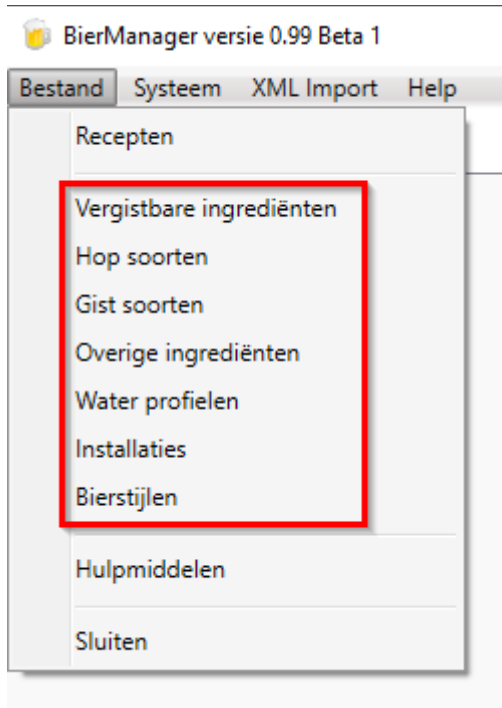 BierManager versie 0.99 Beta 1
Bestand Systeem XML Import Help
Recepten
Vergistbare ingrediënten
Hop soorten
Gist soorten
Overige ingrediënten
Water profielen
Installaties
Bierstijlen
Hulpmiddelen
Sluiten